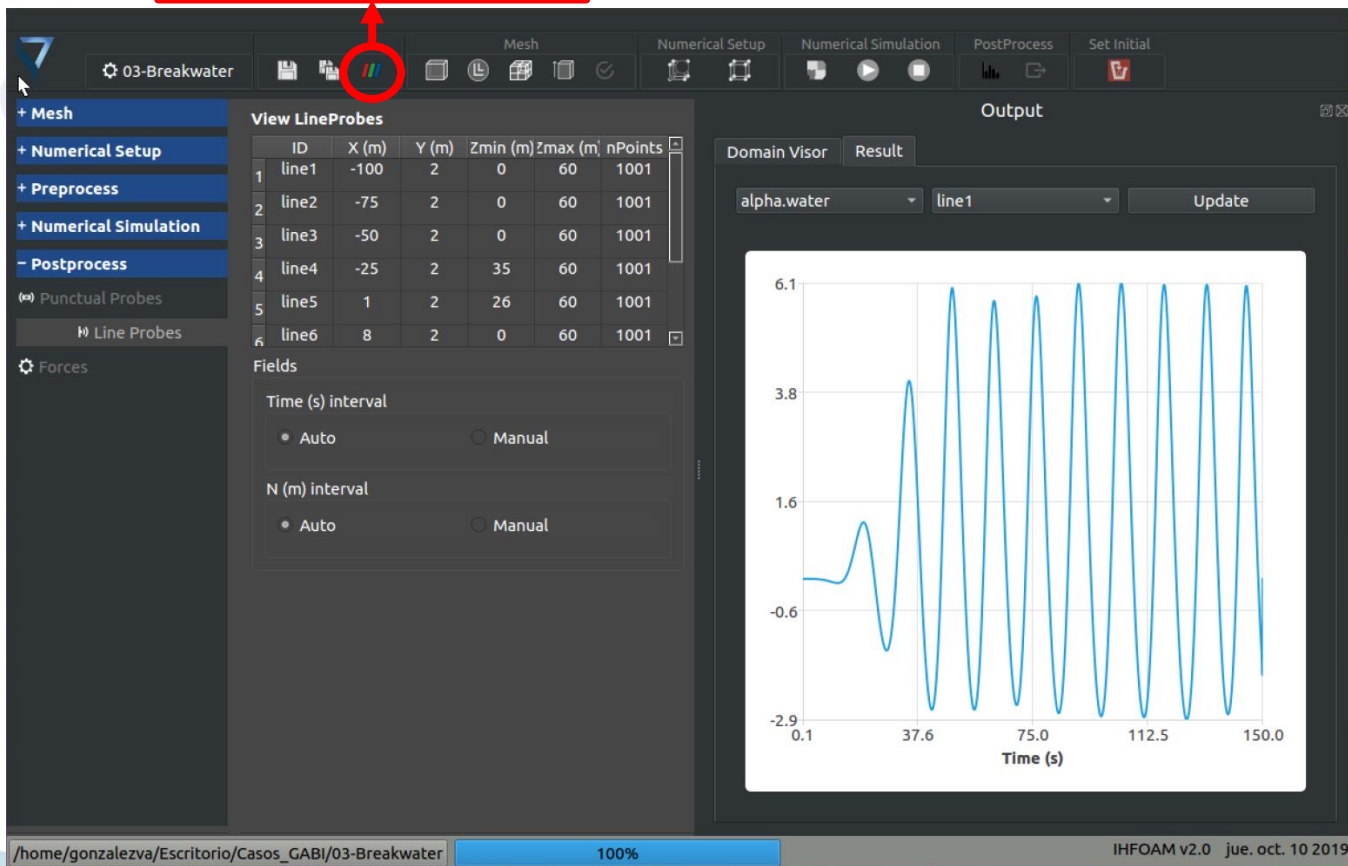 Mesh Numerical Setup Numerical Simulation PostProcess Set Initial
03-Breakwater
+ Mesh
+ Numerical Setup
+ Preprocess
+ Numerical Simulation
− Postprocess
Punctual Probes
Line Probes
Forces
View LineProbes
ID X (m) Y (m) Zmin (m) Zmax (m) nPoints
1 line1 -100 2 0 60 1001
2 line2 -75 2 0 60 1001
3 line3 -50 2 0 60 1001
4 line4 -25 2 35 60 1001
5 line5 1 2 26 60 1001
6 line6 8 2 0 60 1001
Fields
Time (s) interval
Auto Manual
N (m) interval
Auto Manual
Output
Domain Visor Result
alpha.water line1 Update
6.1
3.8
1.6
-0.6
-2.9
0.1 37.6 75.0 112.5 150.0
Time (s)
/home/gonzalezva/Escritorio/Casos_GABI/03-Breakwater 100% IHFOAM v2.0 jue. oct. 10 2019